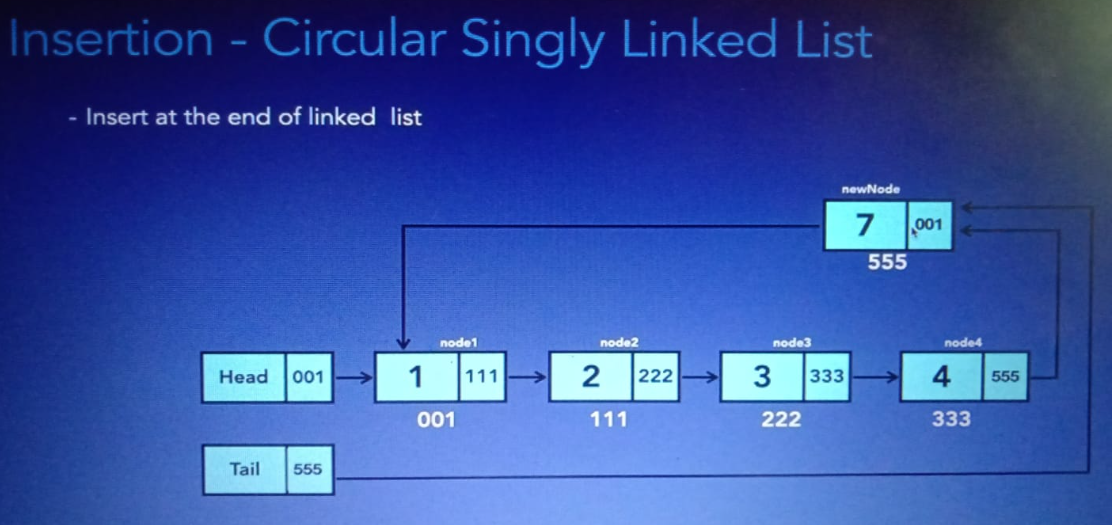 Insertion - Circular Singly Linked List
- Insert at the end of linked list
newNode
7 001
555
node1 node2 node3 node4
Head 001 1 111 2 222 3 333 4 555
001 111 222 333
Tail 555